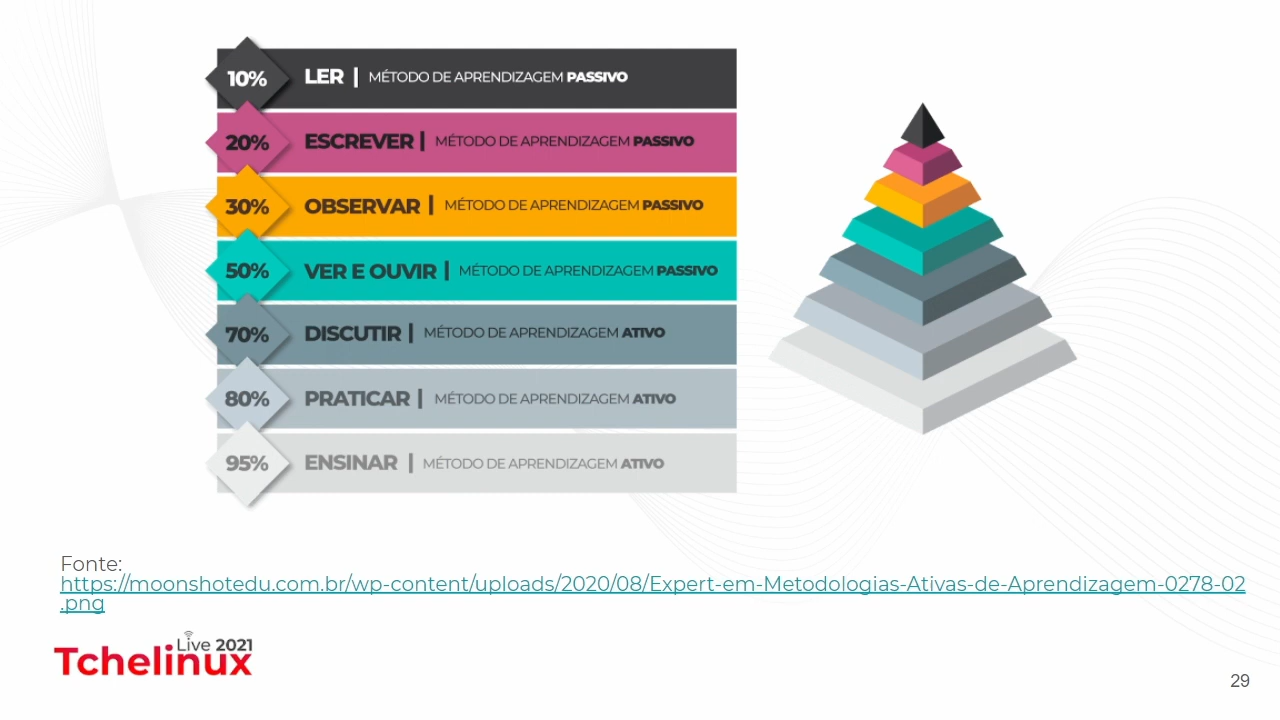 10% LER | MÉTODO DE APRENDIZAGEM PASSIVO
20% ESCREVER | MÉTODO DE APRENDIZAGEM PASSIVO
30% OBSERVAR | MÉTODO DE APRENDIZAGEM PASSIVO
50% VER E OUVIR | MÉTODO DE APRENDIZAGEM PASSIVO
70% DISCUTIR | MÉTODO DE APRENDIZAGEM ATIVO
80% PRATICAR | MÉTODO DE APRENDIZAGEM ATIVO
95% ENSINAR | MÉTODO DE APRENDIZAGEM ATIVO
Fonte:
https://moonshotedu.com.br/wp-content/uploads/2020/08/Expert-em-Metodologias-Ativas-de-Aprendizagem-0278-02
.png
Live 2021
Tchelinux
29